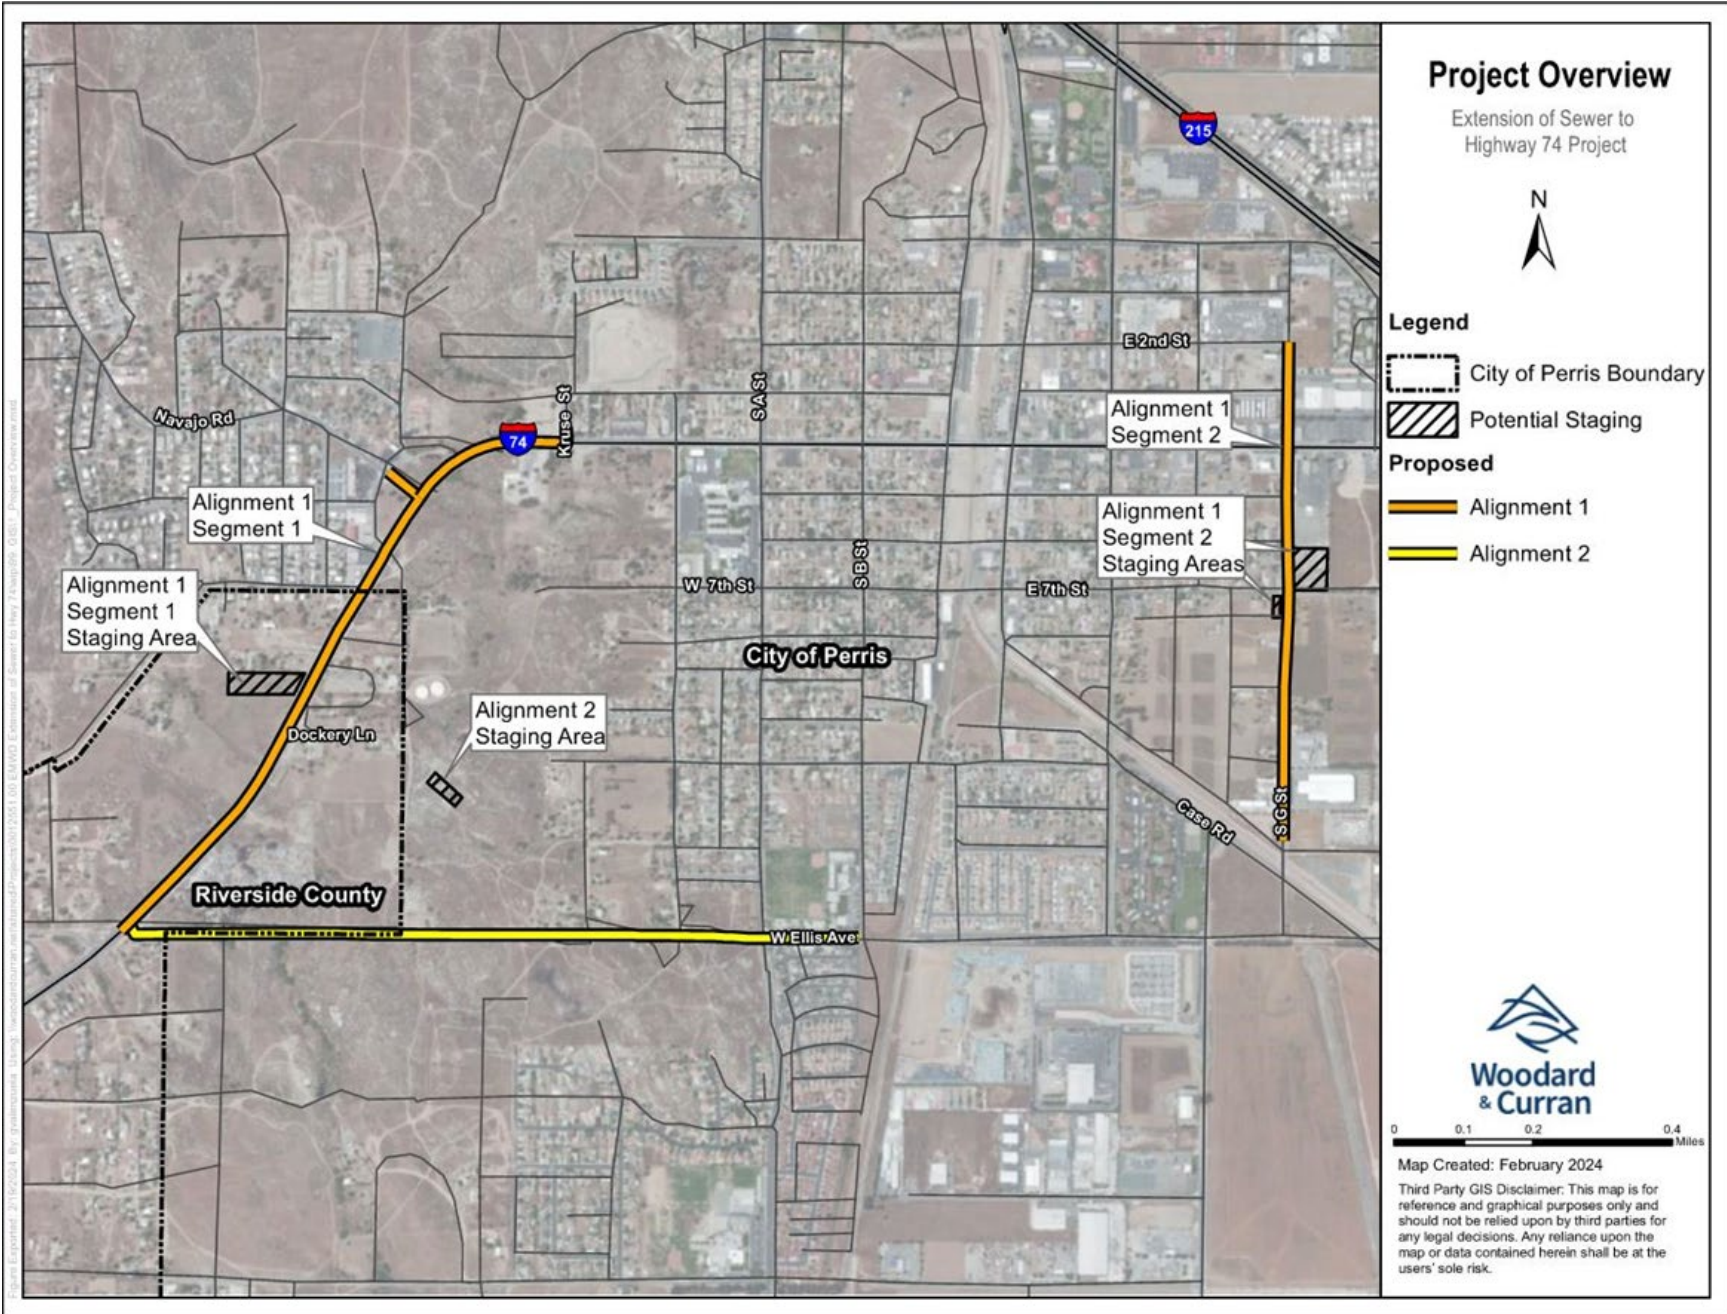 Project Overview
Extension of Sewer to
Highway 74 Project
N
Legend
City of Perris Boundary
Potential Staging
Proposed
Alignment 1
Alignment 2
215
E 2nd St
S A St
Kruse St
74
Navajo Rd
Alignment 1
Segment 2
Alignment 1
Segment 1
Alignment 1
Segment 2
Staging Areas
S B St
W 7th St
E 7th St
Alignment 1
Segment 1
Staging Area
City of Perris
Alignment 2
Staging Area
Dockery Ln
S G St
Case Rd
Riverside County
W Ellis Ave
Woodard
& Curran
0 0.1 0.2 0.4
Miles
Map Created: February 2024
Third Party GIS Disclaimer: This map is for
reference and graphical purposes only and
should not be relied upon by third parties for
any legal decisions. Any reliance upon the
map or data contained herein shall be at the
users' sole risk.